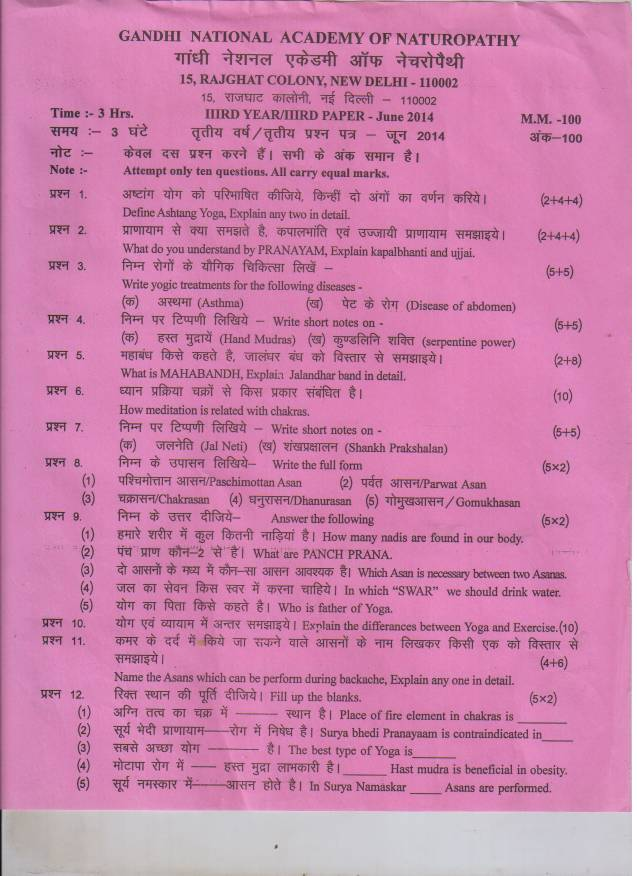 GANDHI NATIONAL ACADEMY OF NATUROPATHY
गांधी नेशनल एकेडमी ऑफ नेचरोपैथी
15, RAJGHAT COLONY, NEW DELHI - 110002
15, राजघाट कालोनी, नई दिल्ली – 110002
Time :- 3 Hrs. IIIRD YEAR/IIIRD PAPER - June 2014 M.M. -100
समय :– 3 घंटे तृतीय वर्ष/तृतीय प्रश्न पत्र – जून 2014 अंक–100
नोट :– केवल दस प्रश्न करने हैं। सभी के अंक समान है।
Note :- Attempt only ten questions. All carry equal marks.
प्रश्न 1. अष्टांग योग को परिभाषित कीजिये, किन्हीं दो अंगों का वर्णन करिये। (2+4+4)
Define Ashtang Yoga, Explain any two in detail.
प्रश्न 2. प्राणायाम से क्या समझते है, कपालभांति एवं उज्जायी प्राणायाम समझाइये। (2+4+4)
What do you understand by PRANAYAM, Explain kapalbhanti and ujjai.
प्रश्न 3. निम्न रोगों के यौगिक चिकित्सा लिखें – (5+5)
Write yogic treatments for the following diseases -
(क) अस्थमा (Asthma) (ख) पेट के रोग (Disease of abdomen)
प्रश्न 4. निम्न पर टिप्पणी लिखिये – Write short notes on - (5+5)
(क) हस्त मुद्रायें (Hand Mudras) (ख) कुण्डलिनि शक्ति (serpentine power)
प्रश्न 5. महाबंध किसे कहते है, जालंधर बंध को विस्तार से समझाइये। (2+8)
What is MAHABANDH, Explain Jalandhar band in detail.
प्रश्न 6. ध्यान प्रक्रिया चक्रों से किस प्रकार संबंधित है। (10)
How meditation is related with chakras.
प्रश्न 7. निम्न पर टिप्पणी लिखिये – Write short notes on - (5+5)
(क) जलनेति (Jal Neti) (ख) शंखप्रक्षालन (Shankh Prakshalan)
प्रश्न 8. निम्न के उपासन लिखिये– Write the full form (5×2)
(1) पश्चिमोत्तान आसन/Paschimottan Asan (2) पर्वत आसन/Parwat Asan
(3) चक्रासन/Chakrasan (4) धनुरासन/Dhanurasan (5) गोमुखआसन/Gomukhasan
प्रश्न 9. निम्न के उत्तर दीजिये– Answer the following (5×2)
(1) हमारे शरीर में कुल कितनी नाड़ियां है। How many nadis are found in our body.
(2) पंच प्राण कौन–2 से है। What are PANCH PRANA.
(3) दो आसनों के मध्य में कौन–सा आसन आवश्यक है। Which Asan is necessary between two Asanas.
(4) जल का सेवन किस स्वर में करना चाहिये। In which “SWAR” we should drink water.
(5) योग का पिता किसे कहते है। Who is father of Yoga.
प्रश्न 10. योग एवं व्यायाम में अन्तर समझाइये। Explain the differances between Yoga and Exercise.(10)
प्रश्न 11. कमर के दर्द में किये जा सकने वाले आसनों के नाम लिखकर किसी एक को विस्तार से
समझाइये। (4+6)
Name the Asans which can be perform during backache, Explain any one in detail.
प्रश्न 12. रिक्त स्थान की पूर्ति दीजिये। Fill up the blanks. (5×2)
(1) अग्नि तत्व का चक्र में ——— स्थान है। Place of fire element in chakras is ________
(2) सूर्य भेदी प्राणायाम——रोग में निषेध है। Surya bhedi Pranayaam is contraindicated in_____
(3) सबसे अच्छा योग ———— है। The best type of Yoga is_______
(4) मोटापा रोग में —— हस्त मुद्रा लाभकारी है।_______ Hast mudra is beneficial in obesity.
(5) सूर्य नमस्कार में———आसन होते है। In Surya Namaskar _____ Asans are performed.